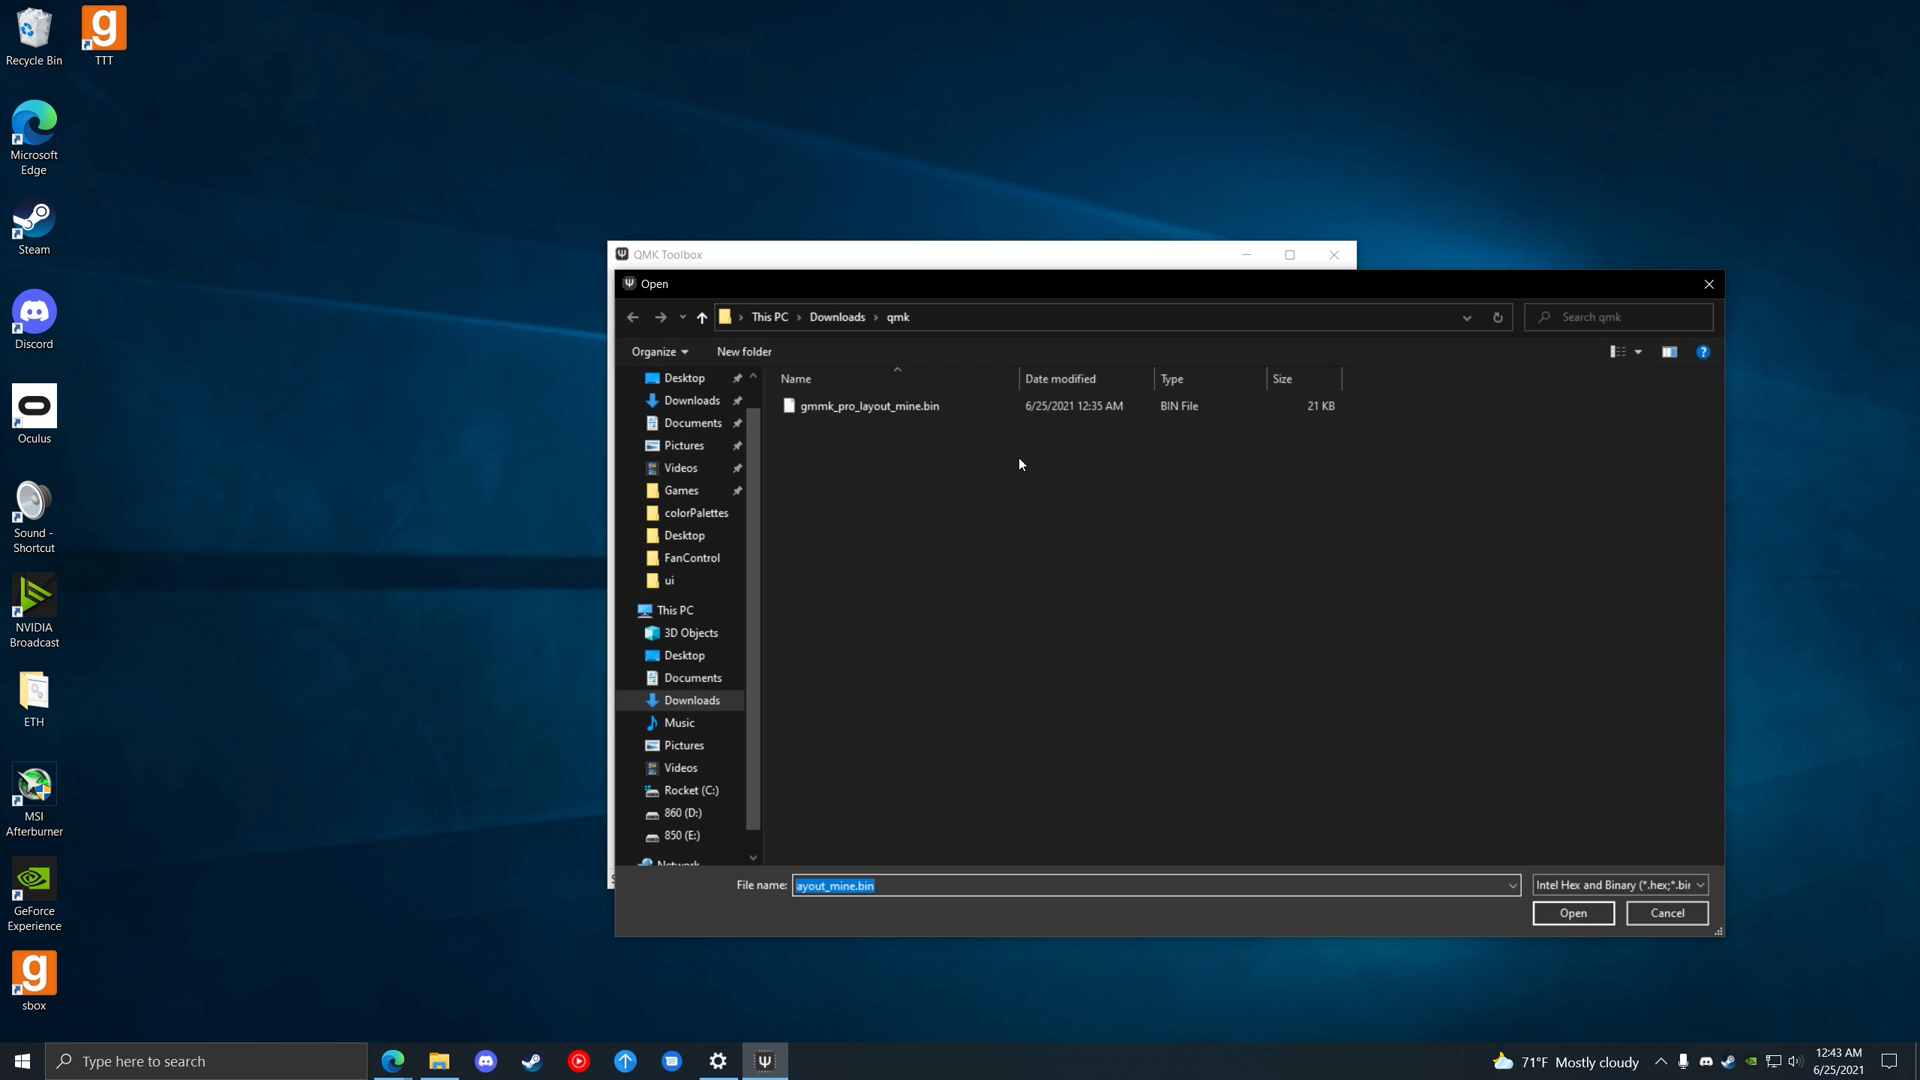 Recycle Bin
TTT
Microsoft
Edge
Steam
Discord
Oculus
Sound -
Shortcut
NVIDIA
Broadcast
ETH
MSI
Afterburner
GeForce
Experience
sbox
QMK Toolbox
Open
This PC > Downloads > qmk
Search qmk
Organize
New folder
Name
Date modified
Type
Size
gmmk_pro_layout_mine.bin
6/25/2021 12:35 AM
BIN File
21 KB
Desktop
Downloads
Documents
Pictures
Videos
Games
colorPalettes
Desktop
FanControl
ui
This PC
3D Objects
Desktop
Documents
Downloads
Music
Pictures
Videos
Rocket (C:)
860 (D:)
850 (E:)
Network
File name:
ayout_mine.bin
Intel Hex and Binary (*.hex;*.bin
Open
Cancel
Type here to search
71°F Mostly cloudy
12:43 AM
6/25/2021